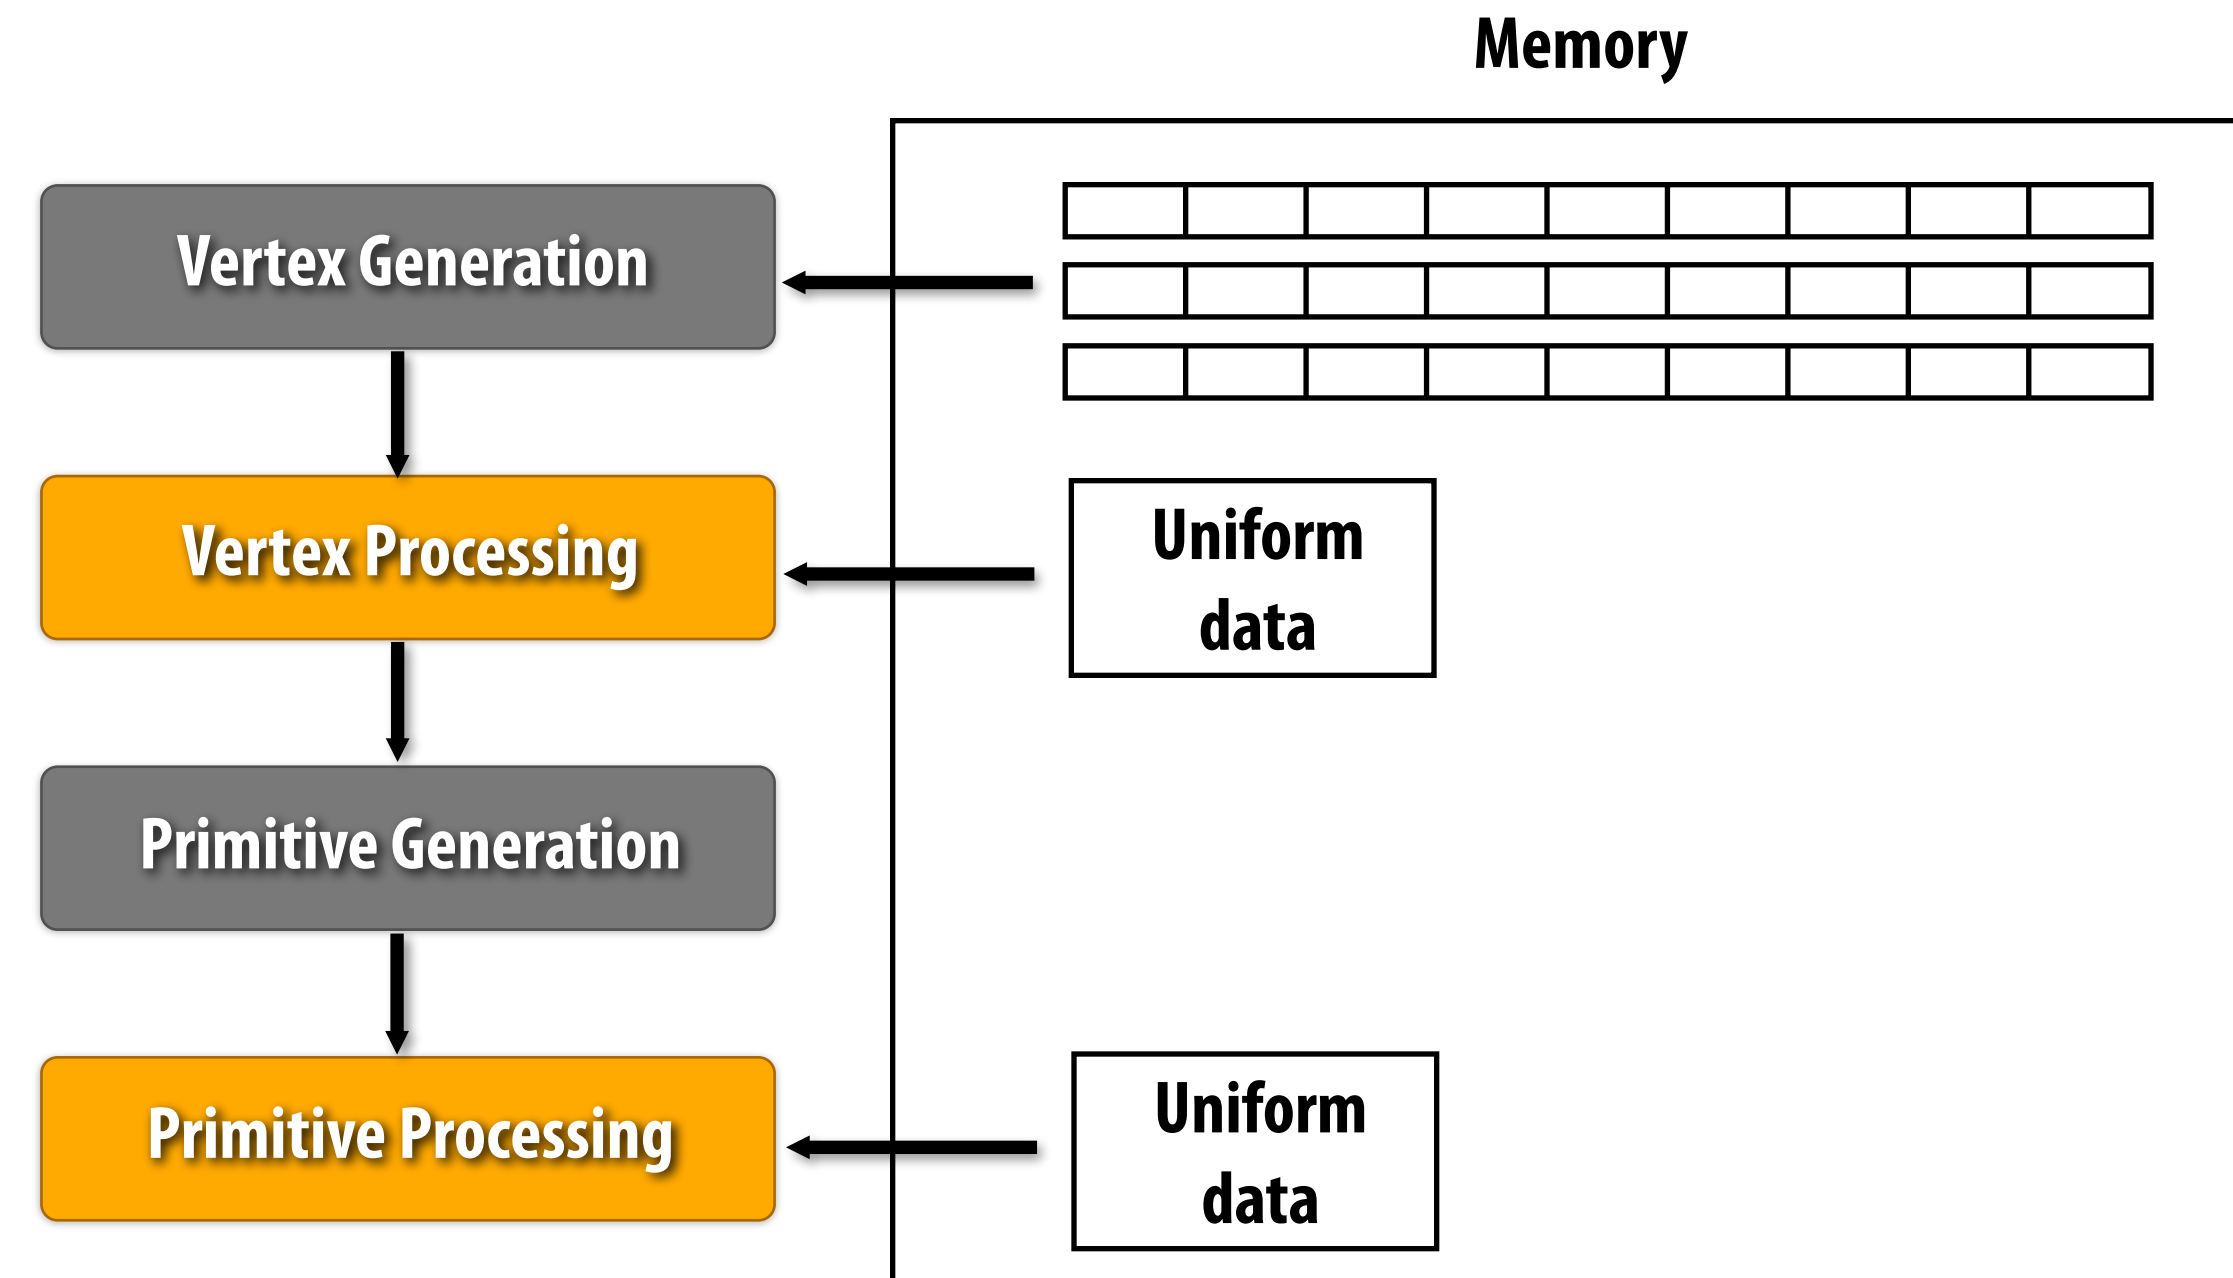 Memory
Vertex Generation
Vertex Processing
Uniform
data
Primitive Generation
Primitive Processing
Uniform
data